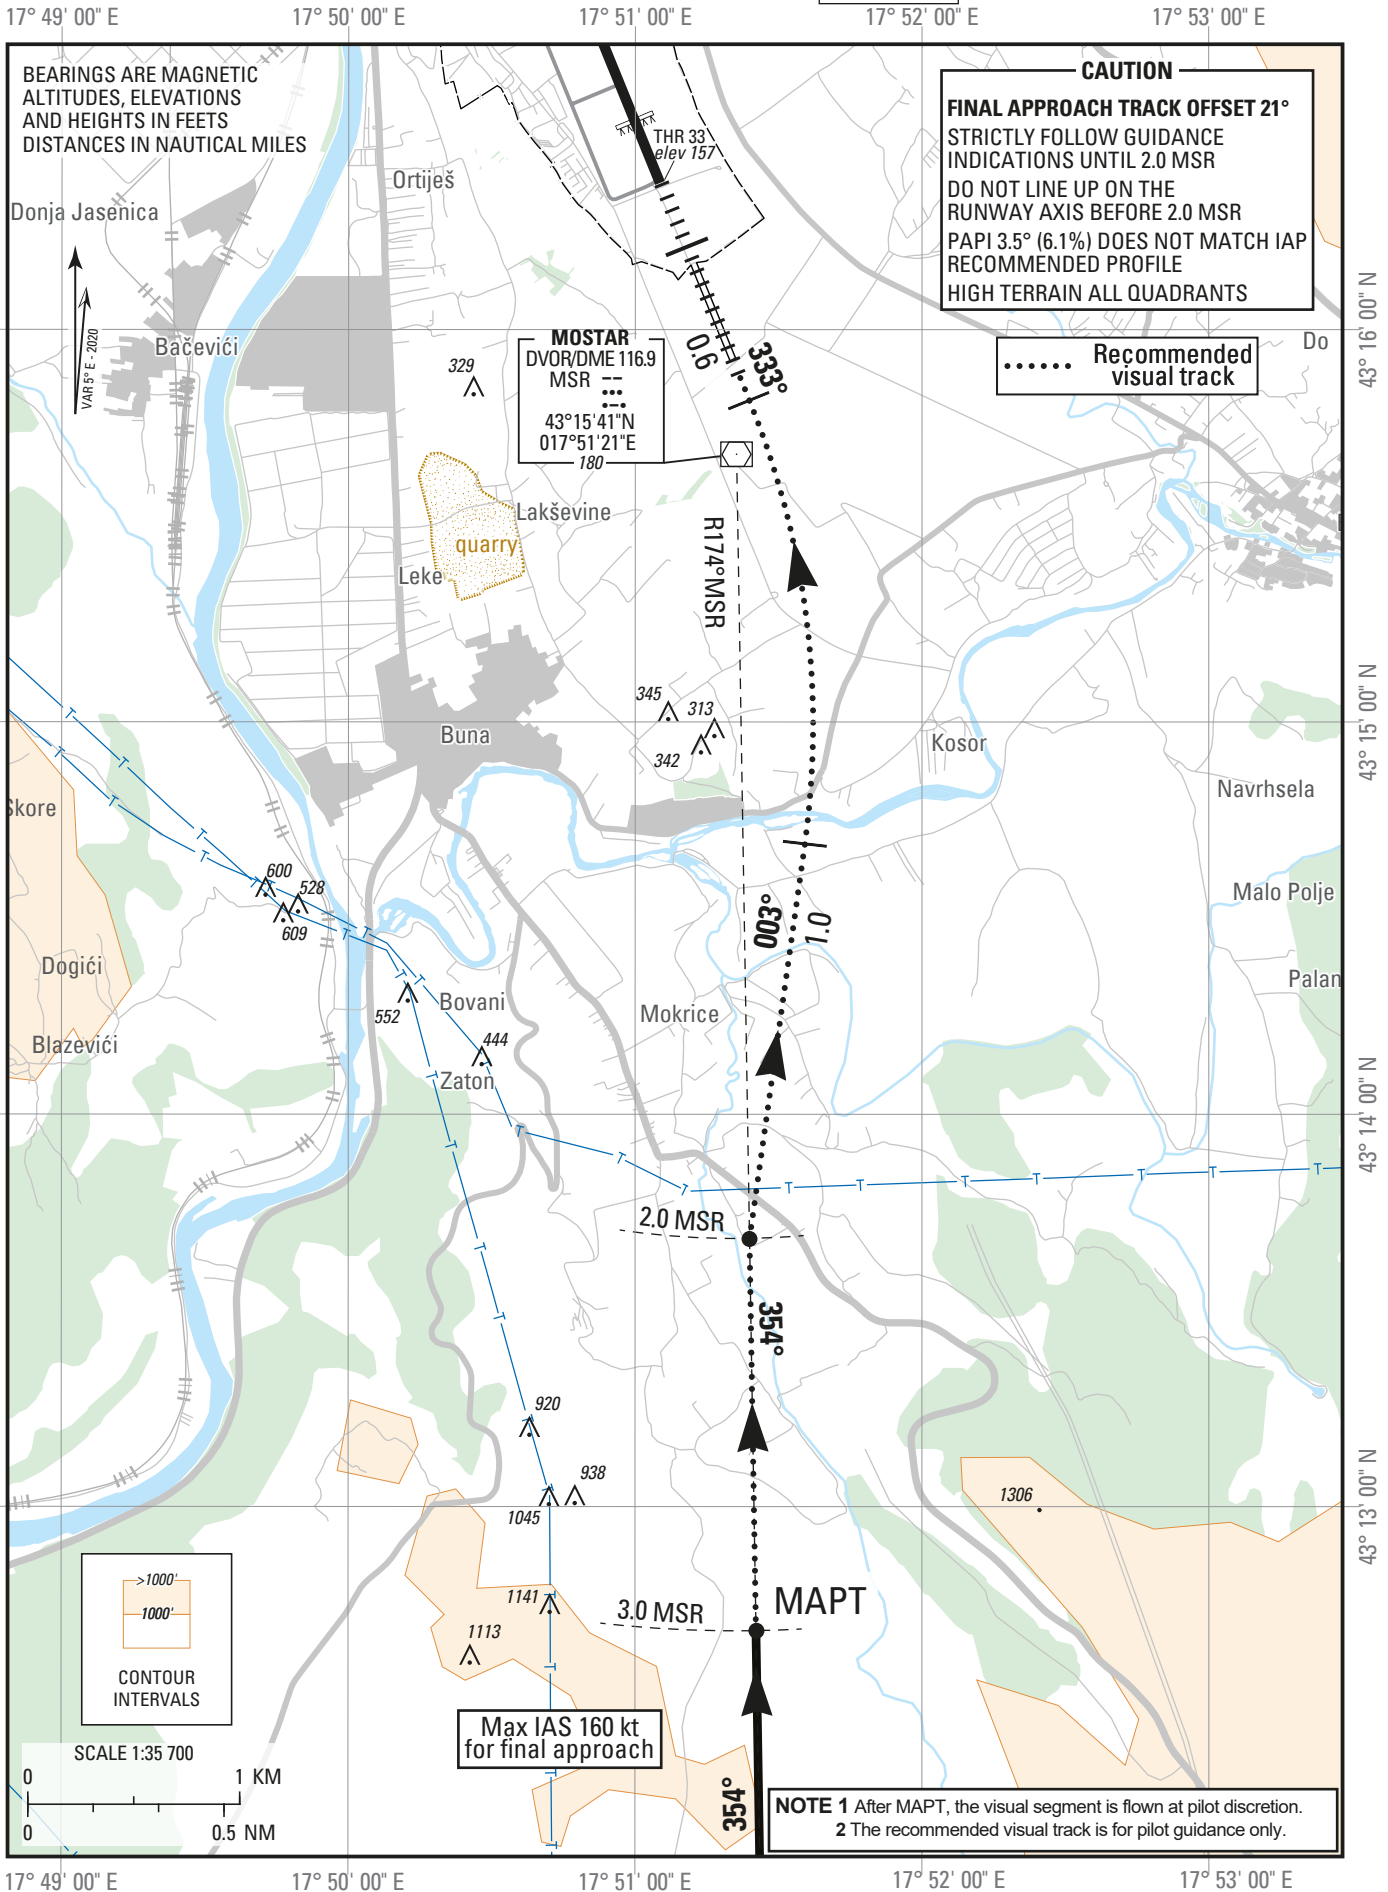 17° 49' 00" E
17° 50' 00" E
17° 51' 00" E
17° 52' 00" E
17° 53' 00" E
BEARINGS ARE MAGNETIC
ALTITUDES, ELEVATIONS
AND HEIGHTS IN FEETS
DISTANCES IN NAUTICAL MILES
CAUTION
FINAL APPROACH TRACK OFFSET 21°
STRICTLY FOLLOW GUIDANCE
INDICATIONS UNTIL 2.0 MSR
DO NOT LINE UP ON THE
RUNWAY AXIS BEFORE 2.0 MSR
PAPI 3.5° (6.1%) DOES NOT MATCH IAP
RECOMMENDED PROFILE
HIGH TERRAIN ALL QUADRANTS
THR 33
elev 157
Ortiješ
Donja Jasenica
VAR 5° E - 2020
Bačevići
43° 16' 00" N
Do
Recommended
visual track
MOSTAR
DVOR/DME 116.9
MSR
43°15'41"N
017°51'21"E
180
329
0.6
333°
Lakševine
quarry
Leke
R174°MSR
345
313
342
Buna
Kosor
43° 15' 00" N
Navrhsela
Skore
600
528
609
Malo Polje
003°
1.0
Dogići
Palan
552
Bovani
Mokrice
444
Blazevići
Zaton
43° 14' 00" N
2.0 MSR
354°
920
938
1045
1306
43° 13' 00" N
>1000'
1000'
CONTOUR
INTERVALS
1141
1113
3.0 MSR
MAPT
Max IAS 160 kt
for final approach
354°
SCALE 1:35 700
0 1 KM
0 0.5 NM
NOTE 1 After MAPT, the visual segment is flown at pilot discretion.
2 The recommended visual track is for pilot guidance only.
17° 49' 00" E
17° 50' 00" E
17° 51' 00" E
17° 52' 00" E
17° 53' 00" E